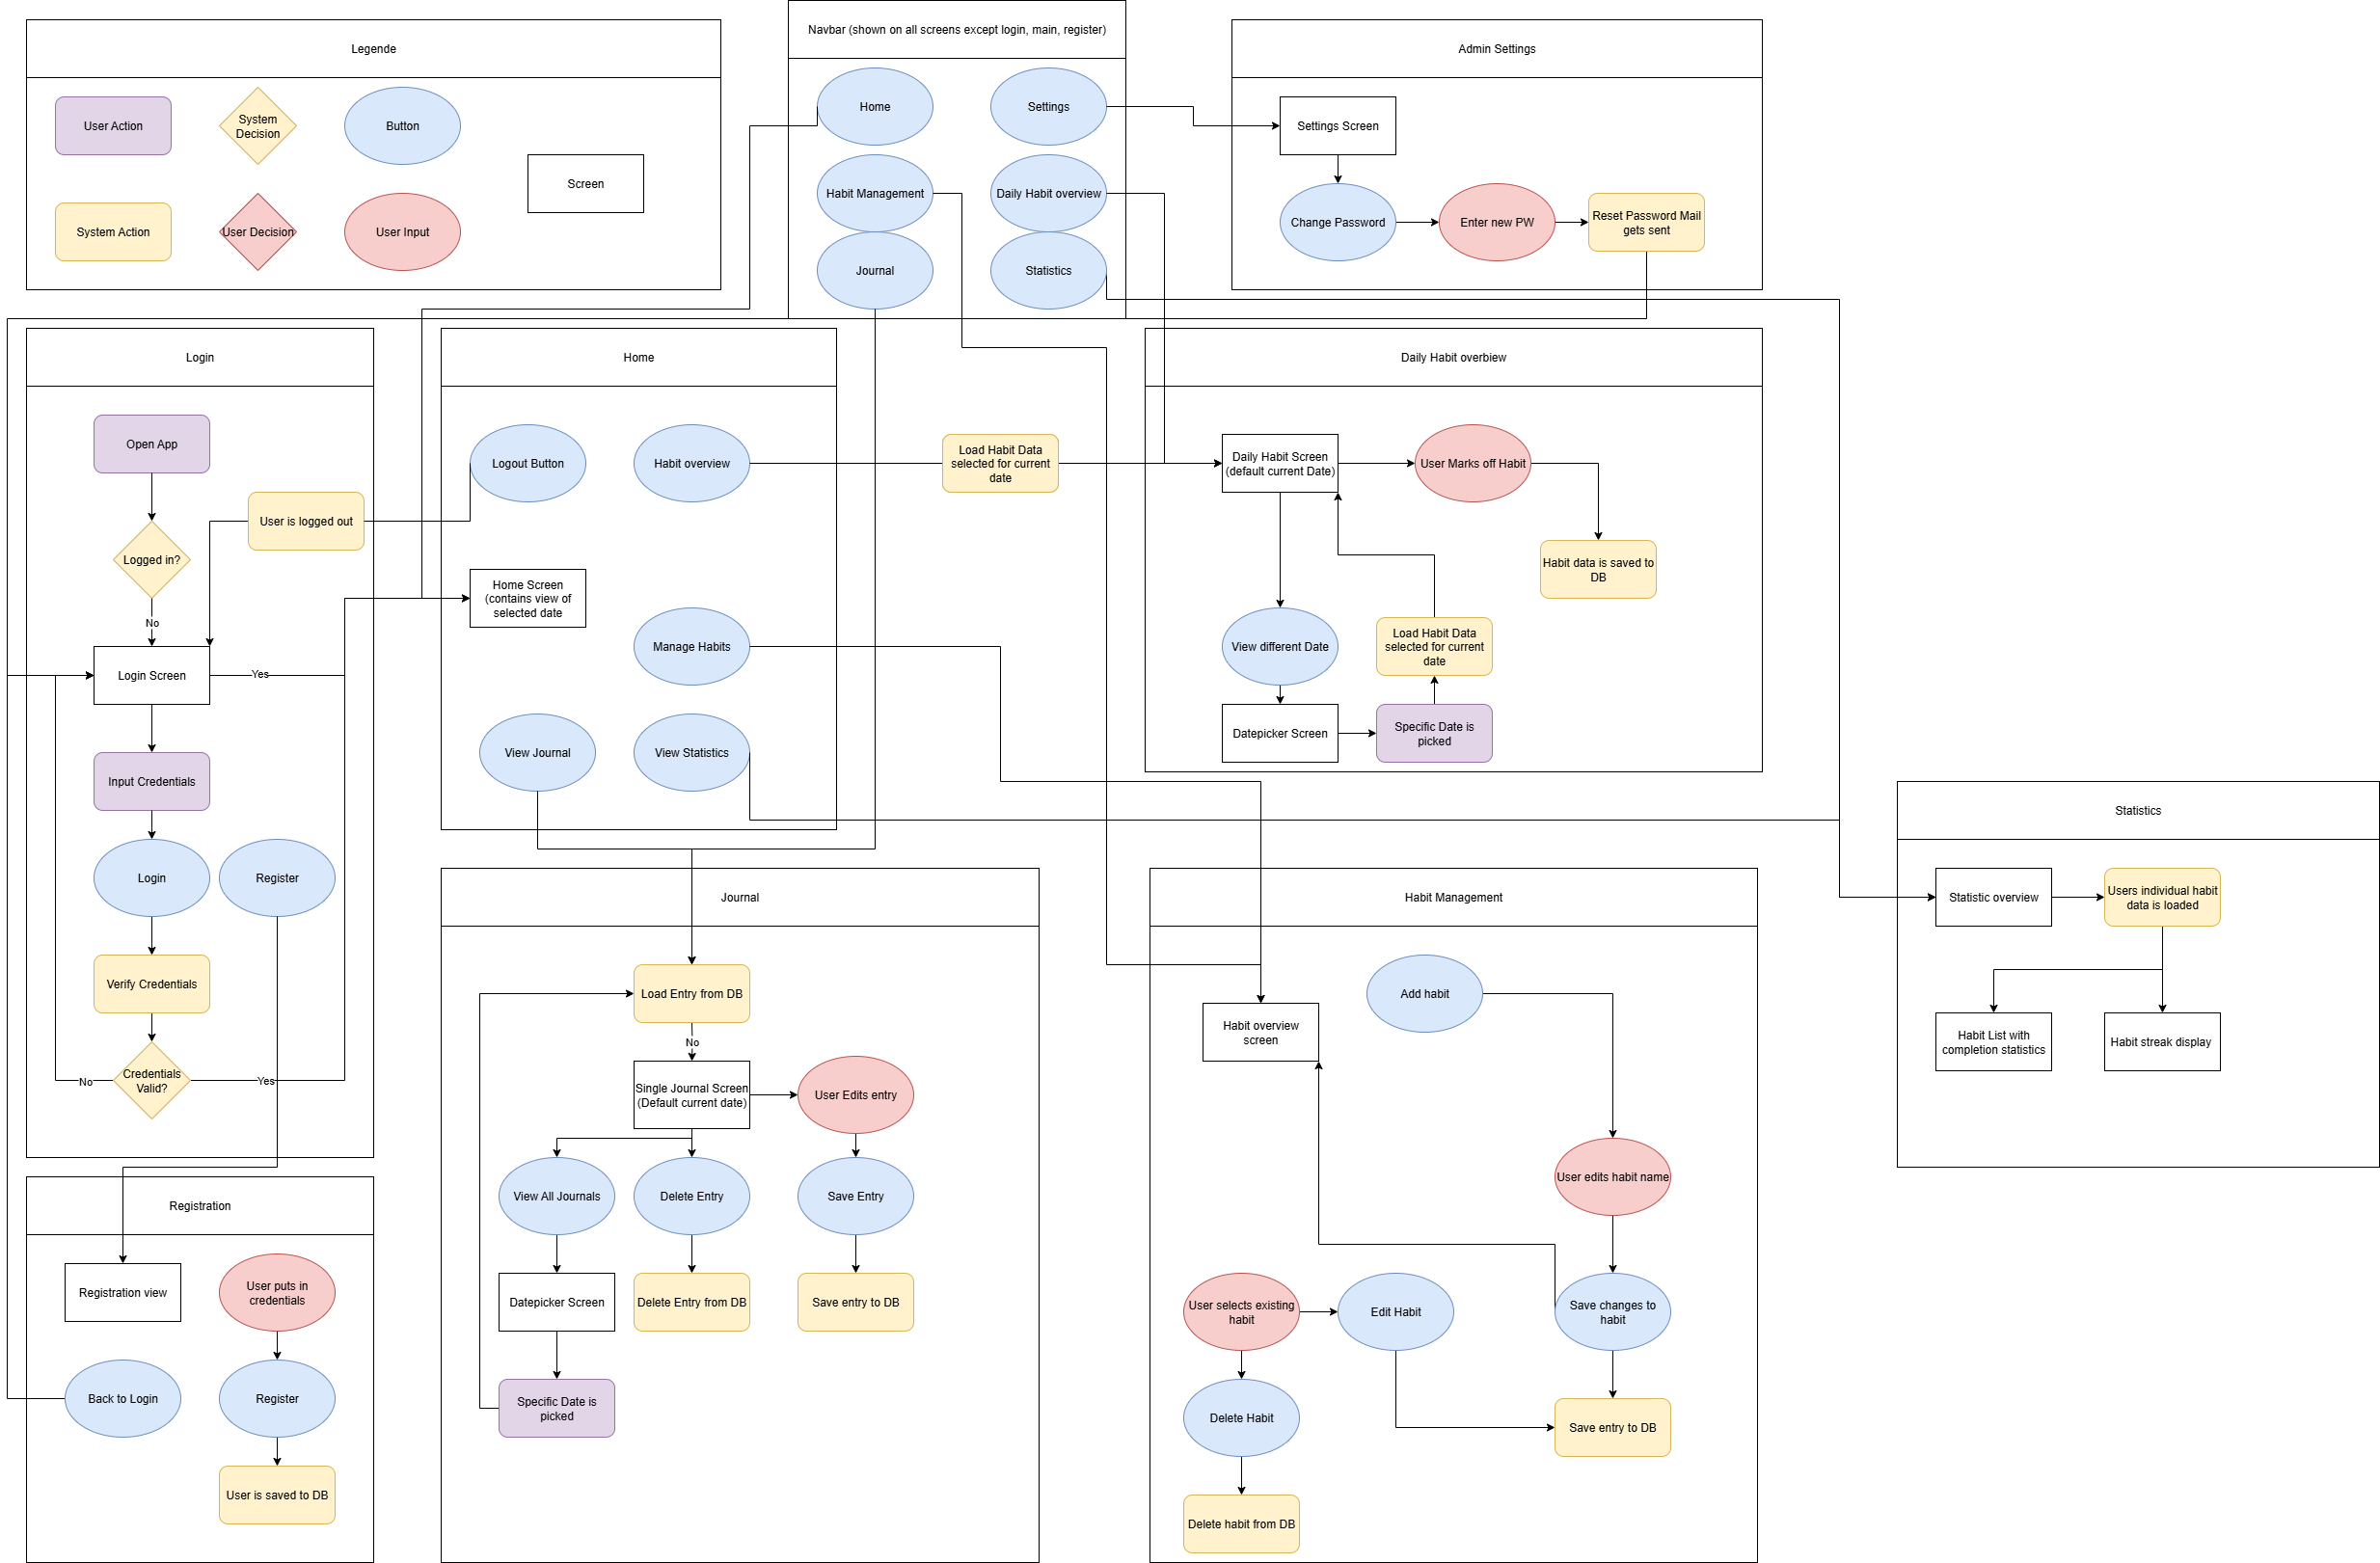 Legende
User Action
System
Decision
Button
Screen
System Action
User Decision
User Input
Navbar (shown on all screens except login, main, register)
Home
Settings
Habit Management
Daily Habit overview
Journal
Statistics
Admin Settings
Settings Screen
Change Password
Enter new PW
Reset Password Mail
gets sent
Login
Open App
User is logged out
Logged in?
No
Login Screen
Yes
Input Credentials
Login
Register
Verify Credentials
Credentials
Valid?
No
Yes
Home
Logout Button
Habit overview
Home Screen
(contains view of
selected date
Manage Habits
View Journal
View Statistics
Load Habit Data
selected for current
date
Daily Habit overbiew
Daily Habit Screen
(default current Date)
User Marks off Habit
Habit data is saved to
DB
View different Date
Load Habit Data
selected for current
date
Datepicker Screen
Specific Date is
picked
Statistics
Statistic overview
Users individual habit
data is loaded
Habit List with
completion statistics
Habit streak display
Registration
Registration view
User puts in
credentials
Back to Login
Register
User is saved to DB
Journal
Load Entry from DB
No
Single Journal Screen
(Default current date)
User Edits entry
View All Journals
Delete Entry
Save Entry
Datepicker Screen
Delete Entry from DB
Save entry to DB
Specific Date is
picked
Habit Management
Add habit
Habit overview
screen
User edits habit name
User selects existing
habit
Edit Habit
Save changes to
habit
Delete Habit
Save entry to DB
Delete habit from DB